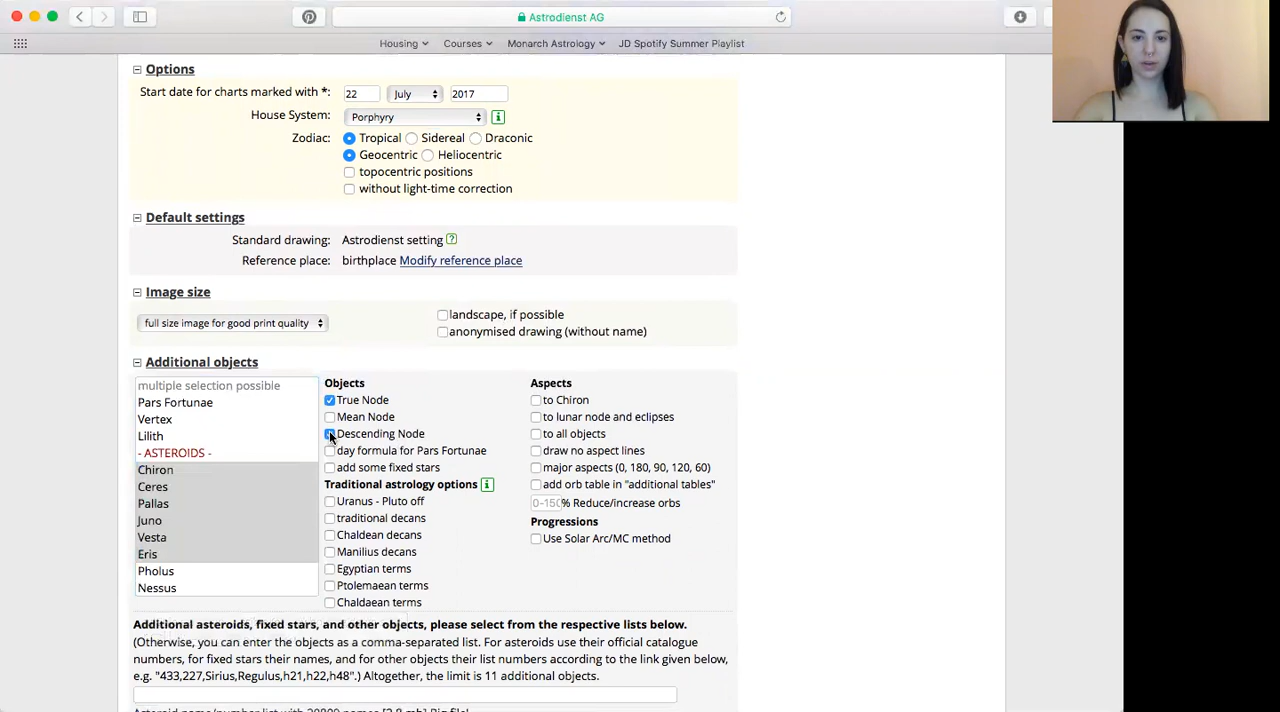 Astrodienst AG
Housing Courses Monarch Astrology JD Spotify Summer Playlist
Options
Start date for charts marked with *: 22 July 2017
House System: Porphyry
Zodiac: Tropical Sidereal Draconic
Geocentric Heliocentric
topocentric positions
without light-time correction
Default settings
Standard drawing: Astrodienst setting ?
Reference place: birthplace Modify reference place
Image size
full size image for good print quality
landscape, if possible
anonymised drawing (without name)
Additional objects
multiple selection possible
Pars Fortunae
Vertex
Lilith
- ASTEROIDS -
Chiron
Ceres
Pallas
Juno
Vesta
Eris
Pholus
Nessus
Objects
True Node
Mean Node
Descending Node
day formula for Pars Fortunae
add some fixed stars
Traditional astrology options
Uranus - Pluto off
traditional decans
Chaldean decans
Manilius decans
Egyptian terms
Ptolemaean terms
Chaldaean terms
Aspects
to Chiron
to lunar node and eclipses
to all objects
draw no aspect lines
major aspects (0, 180, 90, 120, 60)
add orb table in "additional tables"
0-150% Reduce/increase orbs
Progressions
Use Solar Arc/MC method
Additional asteroids, fixed stars, and other objects, please select from the respective lists below.
(Otherwise, you can enter the objects as a comma-separated list. For asteroids use their official catalogue
numbers, for fixed stars their names, and for other objects their list numbers according to the link given below,
e.g. "433,227,Sirius,Regulus,h21,h22,h48".) Altogether, the limit is 11 additional objects.